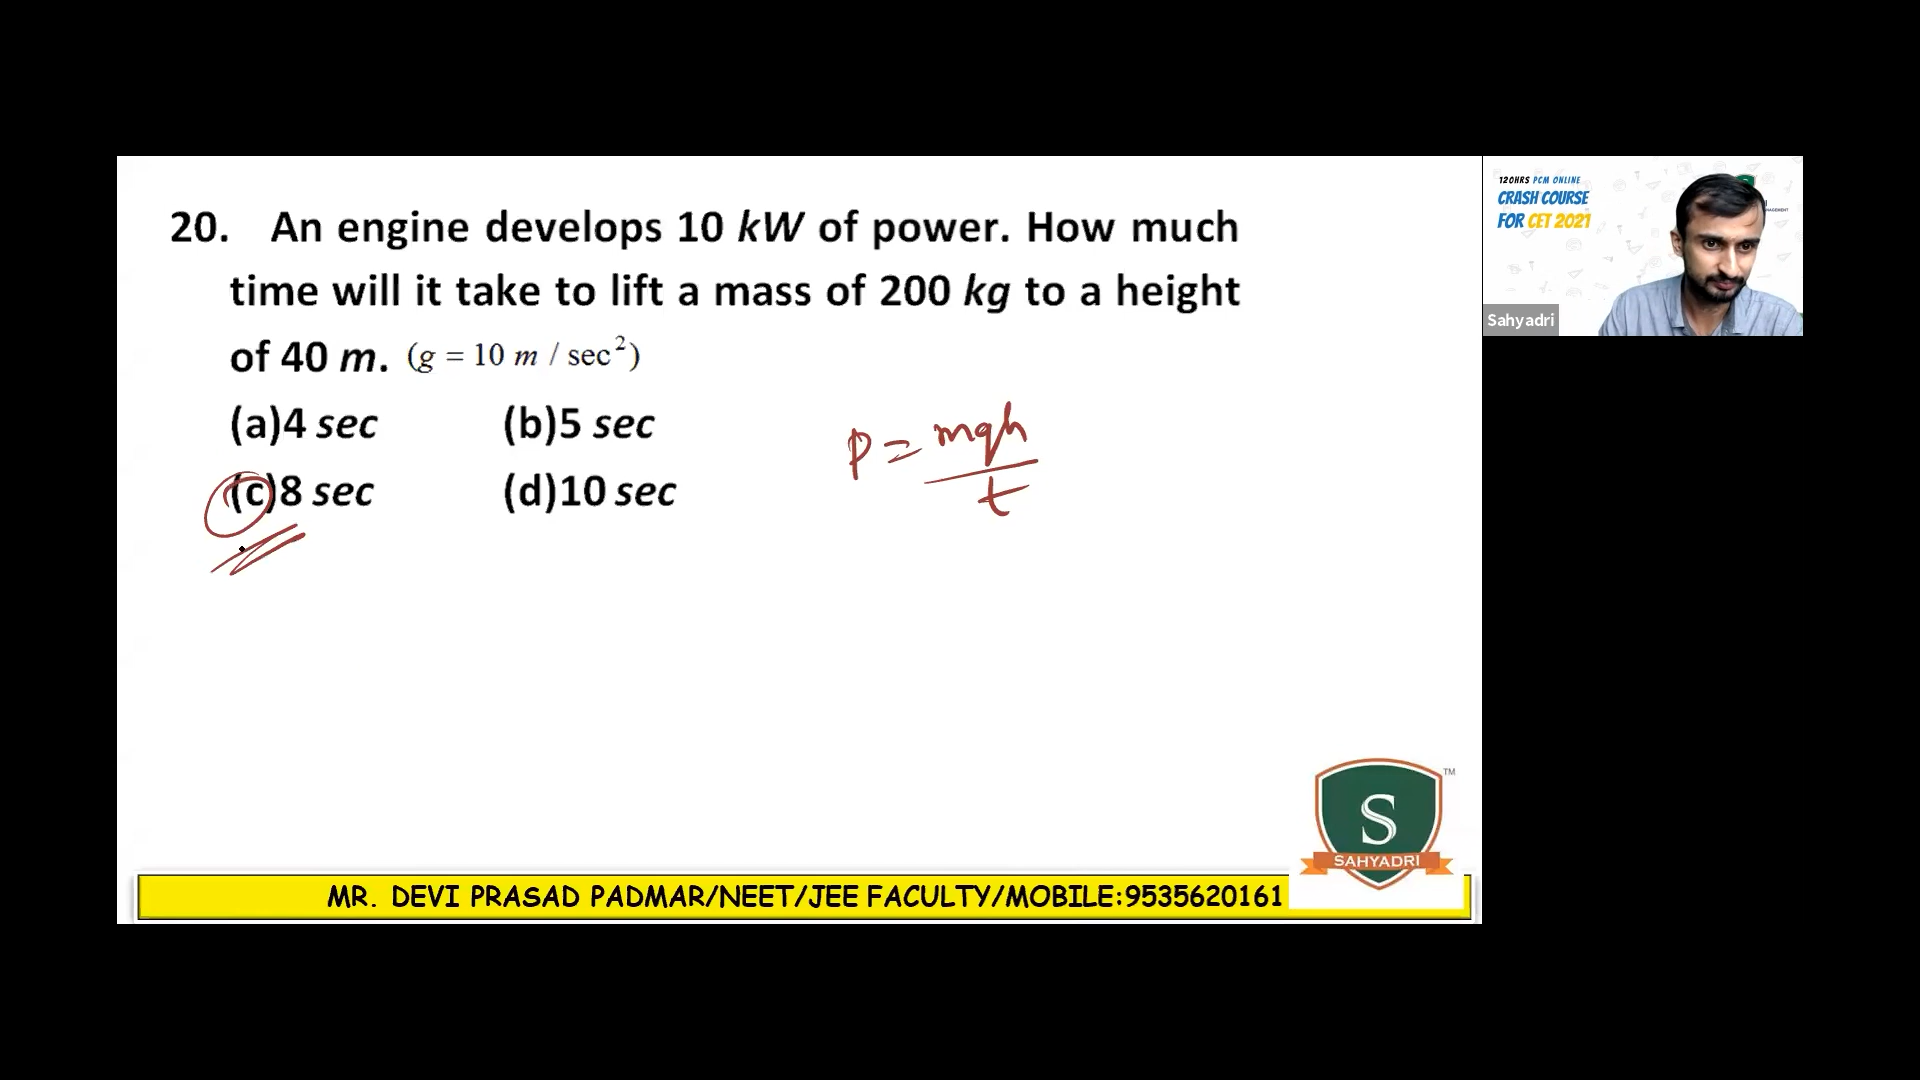 20. An engine develops 10 kW of power. How much
time will it take to lift a mass of 200 kg to a height
of 40 m. (g = 10 m / sec²)
(a)4 sec (b)5 sec
(c)8 sec (d)10 sec
P = mgh
t
120HRS PCM ONLINE
CRASH COURSE
FOR CET 2021
Sahyadri
S
TM
SAHYADRI
MR. DEVI PRASAD PADMAR/NEET/JEE FACULTY/MOBILE:9535620161